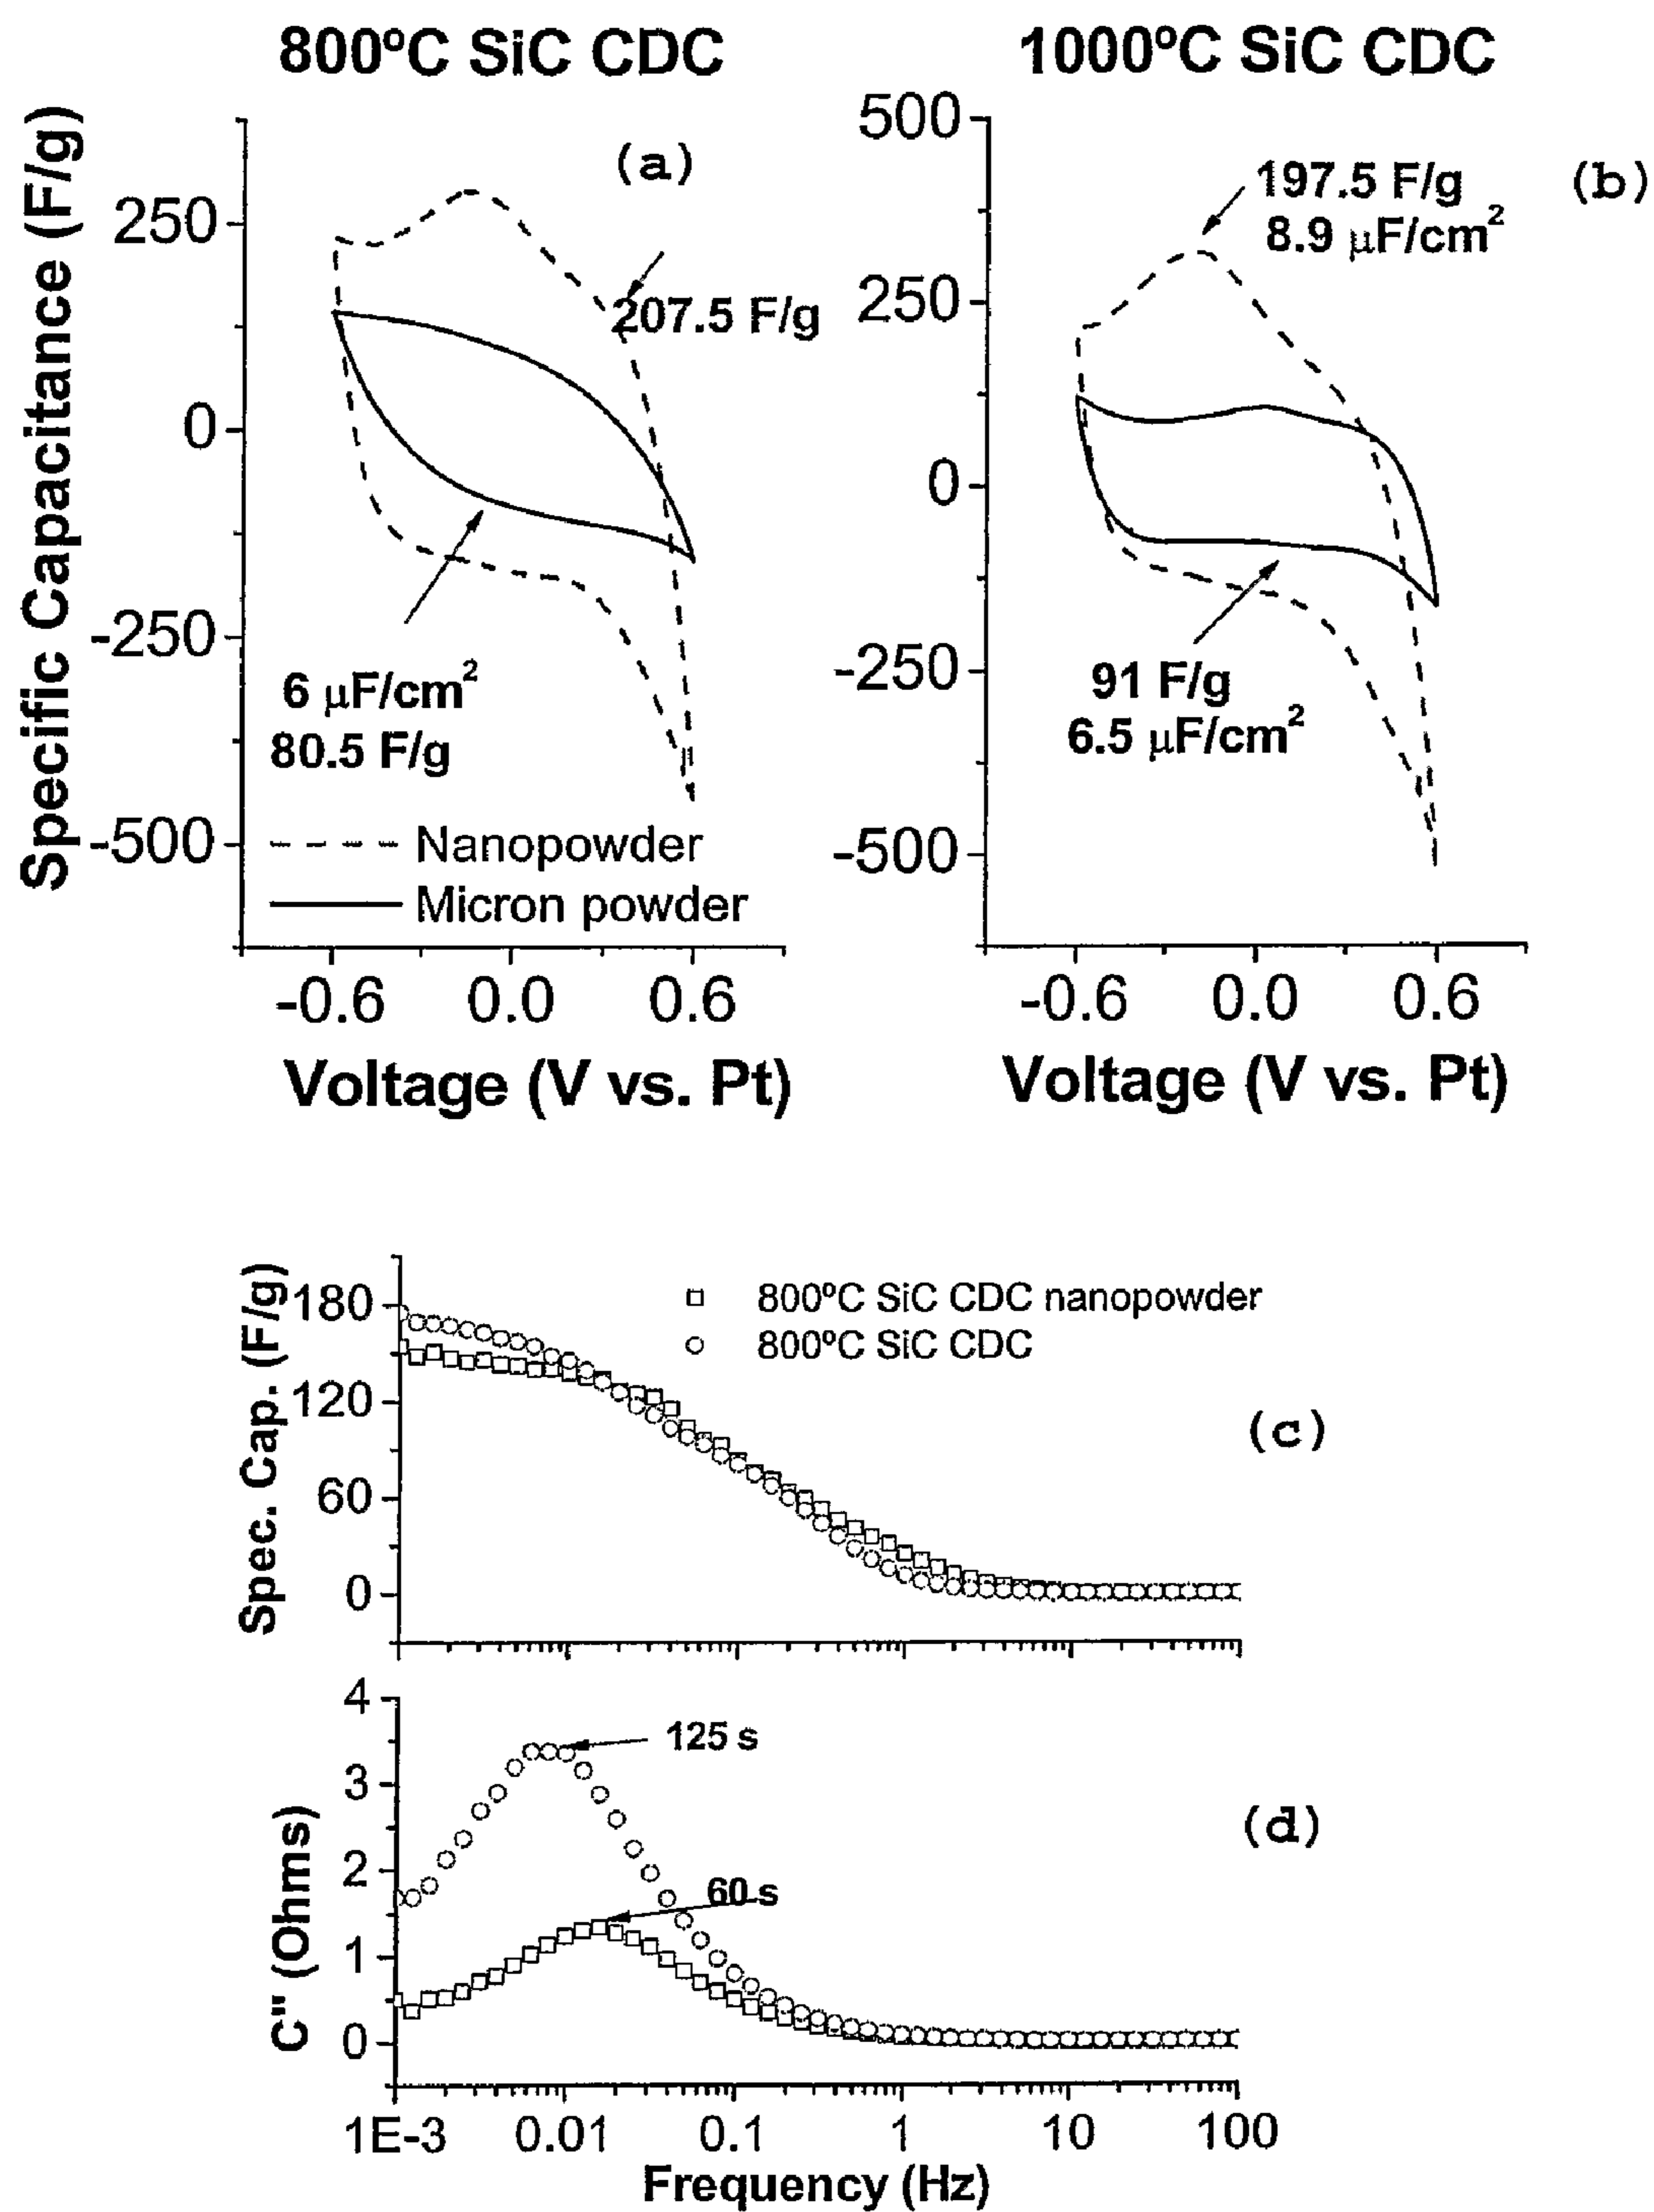 800ºC SiC CDC
1000ºC SiC CDC
Specific Capacitance (F/g)
250
0
-250
-500
(a)
207.5 F/g
6 μF/cm²
80.5 F/g
Nanopowder
Micron powder
-0.6 0.0 0.6
Voltage (V vs. Pt)
500
250
0
-250
-500
(b)
197.5 F/g
8.9 μF/cm²
91 F/g
6.5 μF/cm²
-0.6 0.0 0.6
Voltage (V vs. Pt)
Spec. Cap. (F/g)
180
120
60
0
800ºC SiC CDC nanopowder
800ºC SiC CDC
(c)
C" (Ohms)
4
3
2
1
0
125 s
60 s
(d)
1E-3 0.01 0.1 1 10 100
Frequency (Hz)